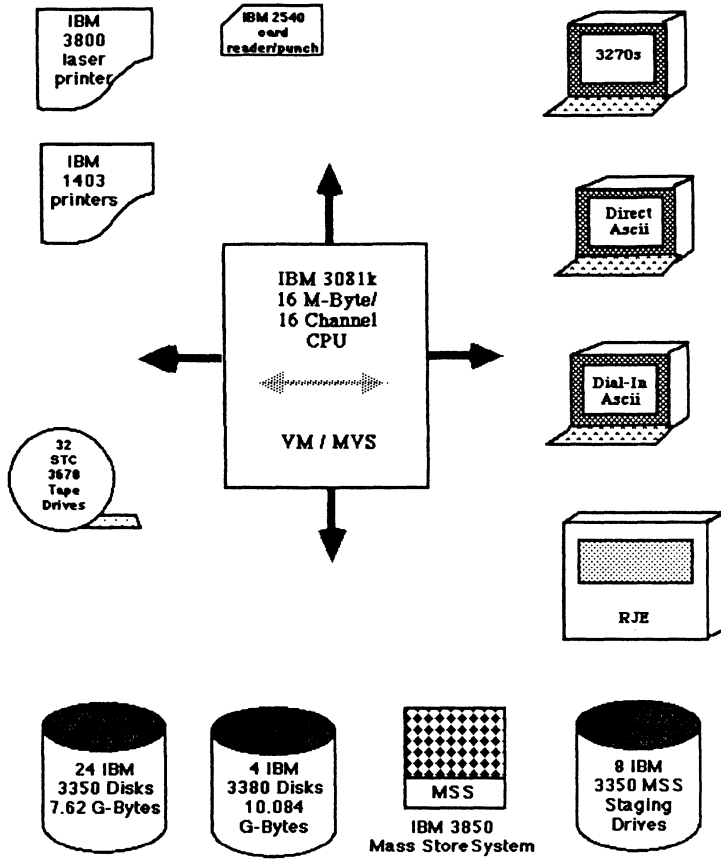 IBM
3800
laser
printer
IBM 2540
card
reader/punch
3270s
IBM
1403
printers
Direct
Ascii
IBM 3081k
16 M-Byte/
16 Channel
CPU
VM / MVS
Dial-In
Ascii
32
STC
3670
Tape
Drives
RJE
24 IBM
3350 Disks
7.62 G-Bytes
4 IBM
3380 Disks
10.084
G-Bytes
MSS
IBM 3850
Mass Store System
8 IBM
3350 MSS
Staging
Drives